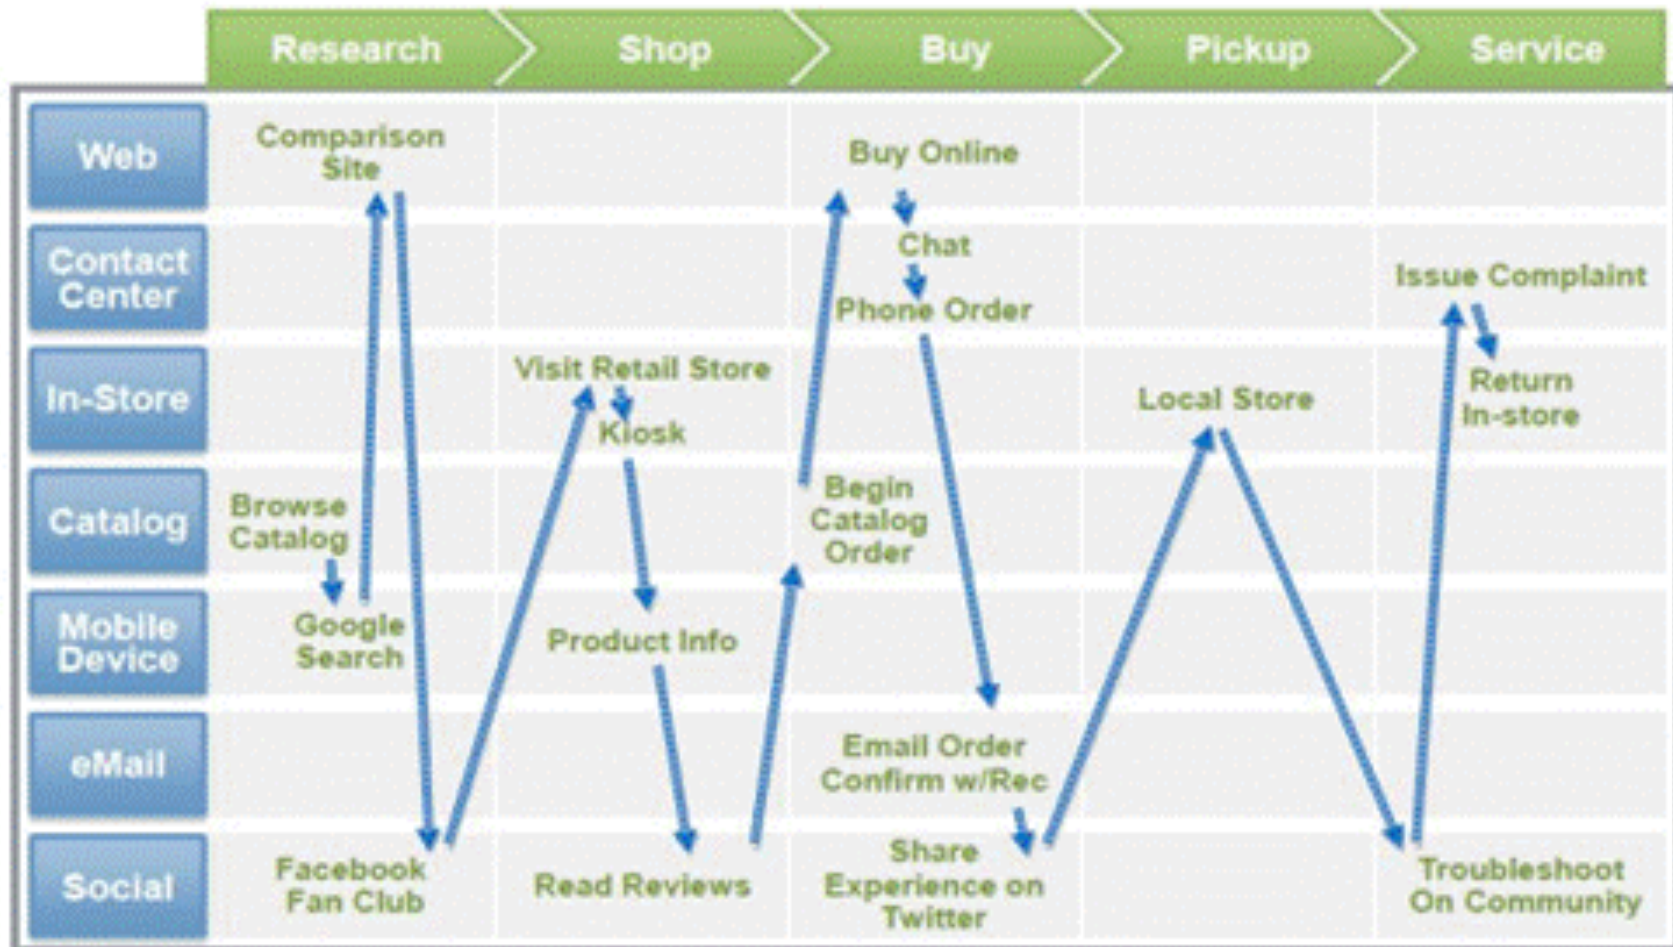 Research Shop Buy Pickup Service
Web
Comparison
Site
Buy Online
Contact
Center
Chat
Phone Order
Issue Complaint
In-Store
Visit Retail Store
Kiosk
Local Store
Return
In-store
Catalog
Browse
Catalog
Begin
Catalog
Order
Mobile
Device
Google
Search
Product Info
eMail
Email Order
Confirm w/Rec
Social
Facebook
Fan Club
Read Reviews
Share
Experience on
Twitter
Troubleshoot
On Community